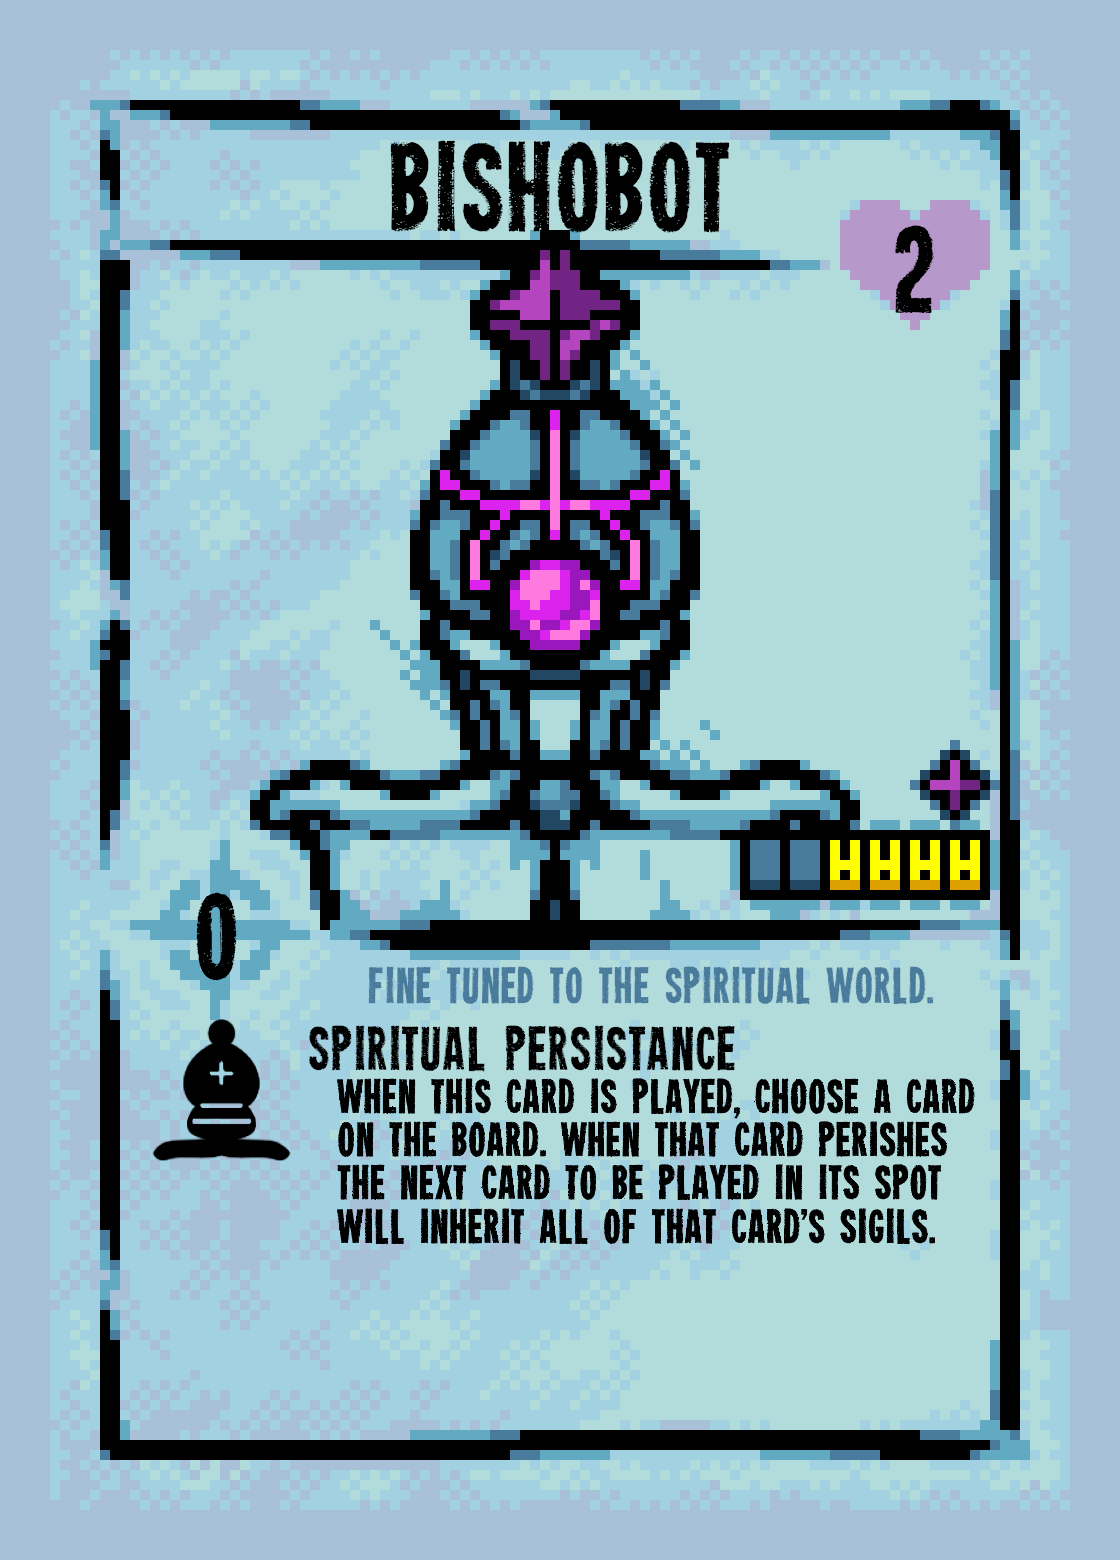 BISHOBOT
2
0
FINE TUNED TO THE SPIRITUAL WORLD.
SPIRITUAL PERSISTANCE
WHEN THIS CARD IS PLAYED, CHOOSE A CARD
ON THE BOARD. WHEN THAT CARD PERISHES
THE NEXT CARD TO BE PLAYED IN ITS SPOT
WILL INHERIT ALL OF THAT CARD'S SIGILS.